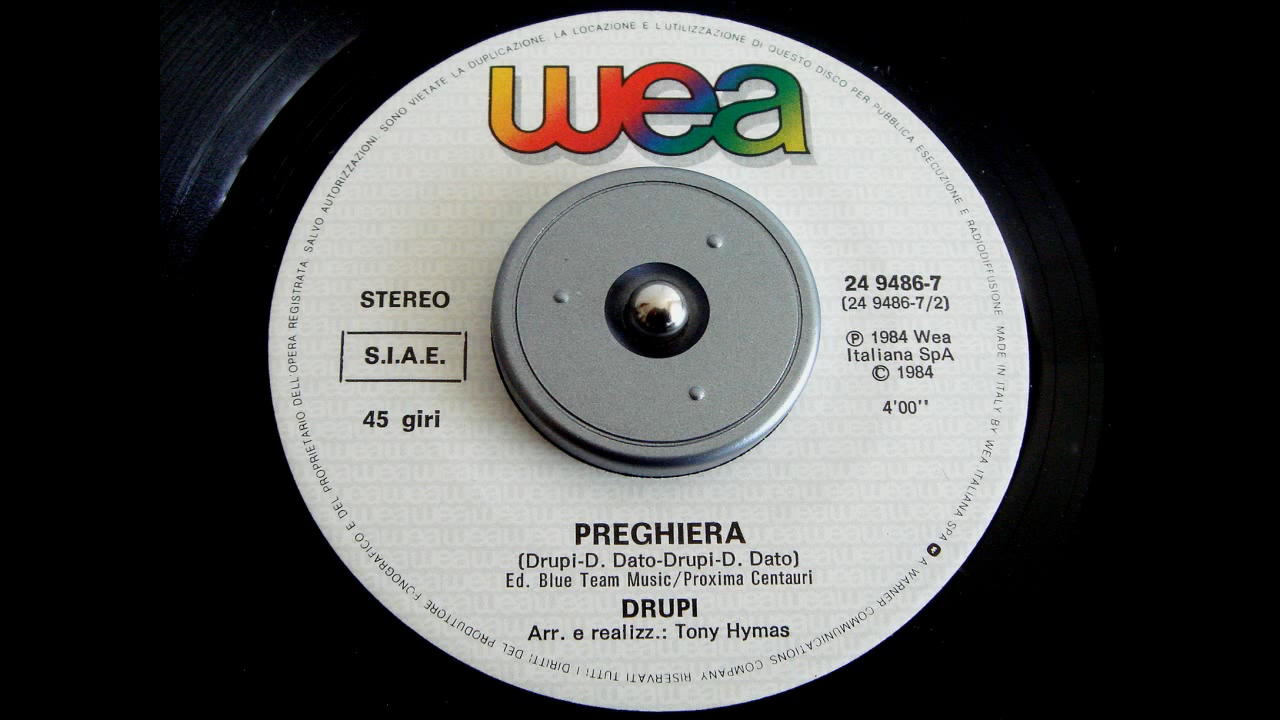 SONO VIETATE LA DUPLICAZIONE, LA LOCAZIONE E L'UTILIZZAZIONE DI QUESTO DISCO PER PUBBLICA ESECUZIONE E RADIODIFFUSIONE MADE IN ITALY BY WEA ITALIANA SPA A WARNER COMMUNICATIONS COMPANY RISERVATI TUTTI I DIRITTI DEL PRODUTTORE FONOGRAFICO E DEL PROPRIETARIO DELL'OPERA REGISTRATA SALVO AUTORIZZAZIONI.
wea
STEREO
S.I.A.E.
45 giri
24 9486-7
(24 9486-7/2)
Ⓟ 1984 Wea
Italiana SpA
© 1984
4'00''
PREGHIERA
(Drupi-D. Dato-Drupi-D. Dato)
Ed. Blue Team Music/Proxima Centauri
DRUPI
Arr. e realizz.: Tony Hymas